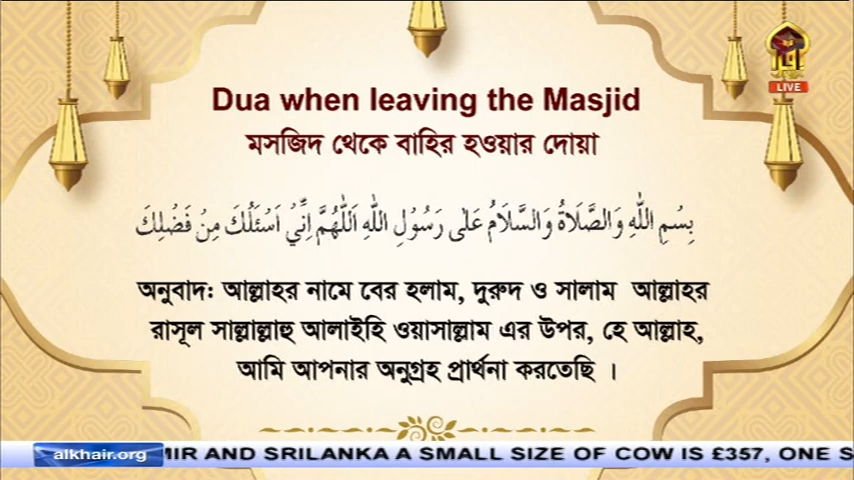 LIVE
Dua when leaving the Masjid
মসজিদ থেকে বাহির হওয়ার দোয়া
بِسْمِ اللّٰهِ وَالصَّلَاةُ وَالسَّلَامُ عَلٰى رَسُوْلِ اللّٰهِ اَللّٰهُمَّ اِنِّيْ اَسْئَلُكَ مِنْ فَضْلِكَ
অনুবাদ: আল্লাহর নামে বের হলাম, দুরুদ ও সালাম আল্লাহর
রাসূল সাল্লাল্লাহু আলাইহি ওয়াসাল্লাম এর উপর, হে আল্লাহ,
আমি আপনার অনুগ্রহ প্রার্থনা করতেছি ।
alkhair.org MIR AND SRILANKA A SMALL SIZE OF COW IS £357, ONE S